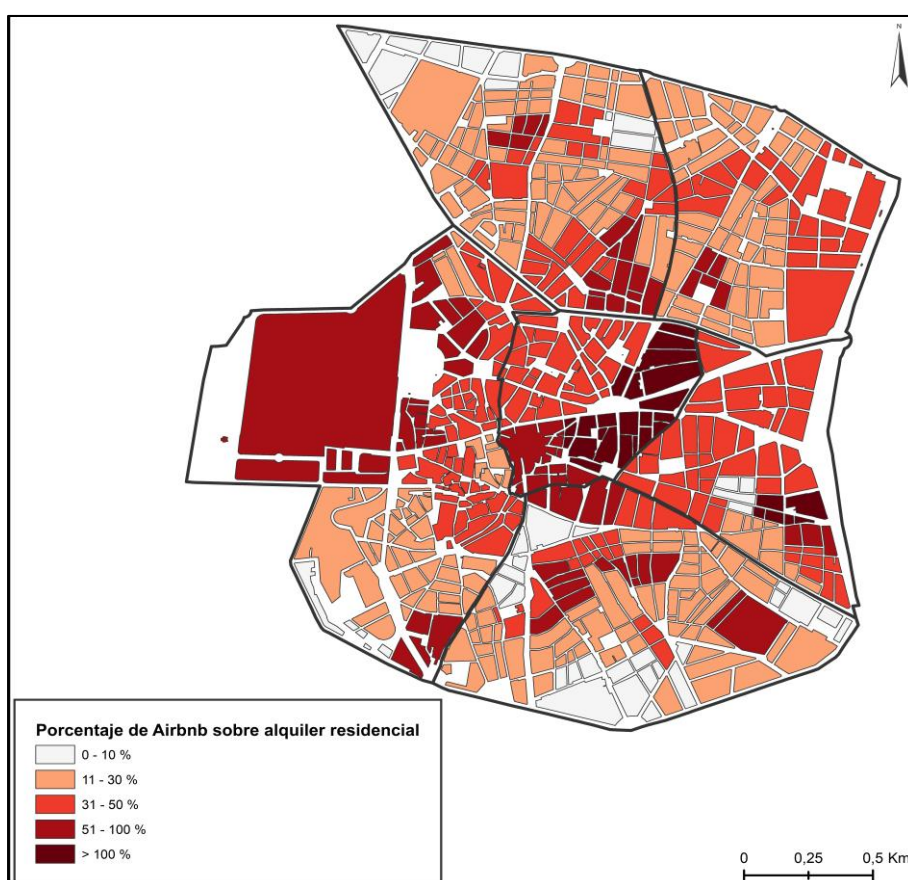 N
Porcentaje de Airbnb sobre alquiler residencial
0 - 10 %
11 - 30 %
31 - 50 %
51 - 100 %
> 100 %
0 0,25 0,5 Km